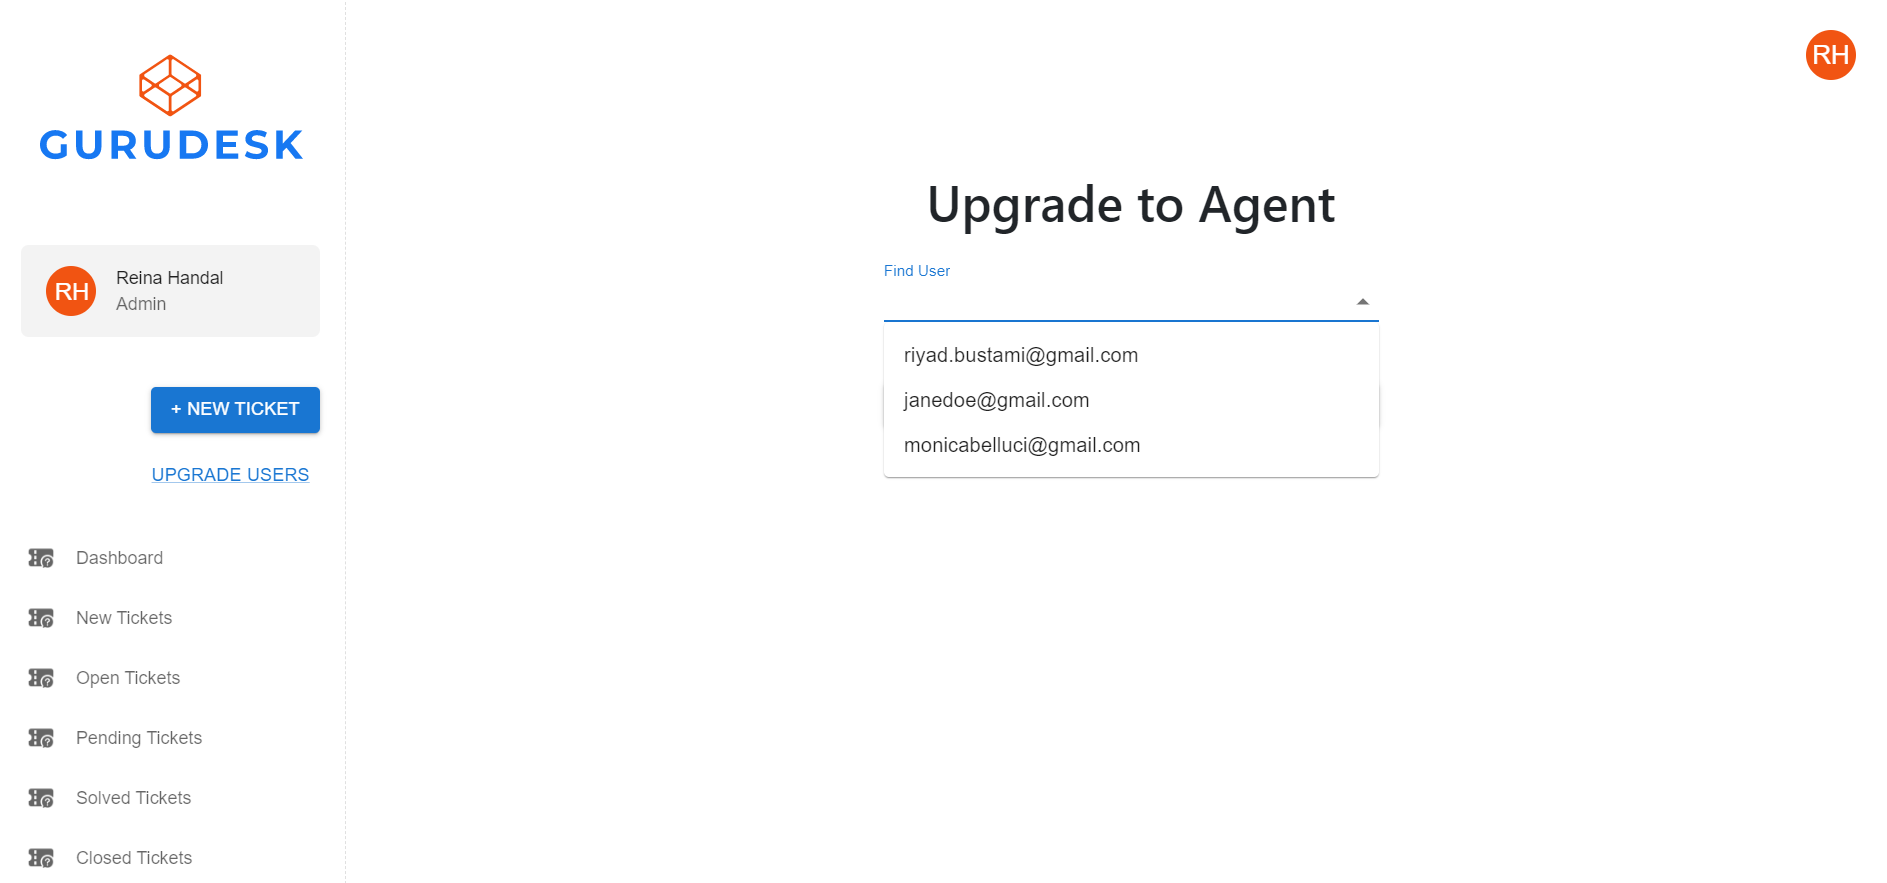 GURUDESK
RH
Reina Handal
Admin
+ NEW TICKET
UPGRADE USERS
Dashboard
New Tickets
Open Tickets
Pending Tickets
Solved Tickets
Closed Tickets
RH
Upgrade to Agent
Find User
riyad.bustami@gmail.com
janedoe@gmail.com
monicabelluci@gmail.com